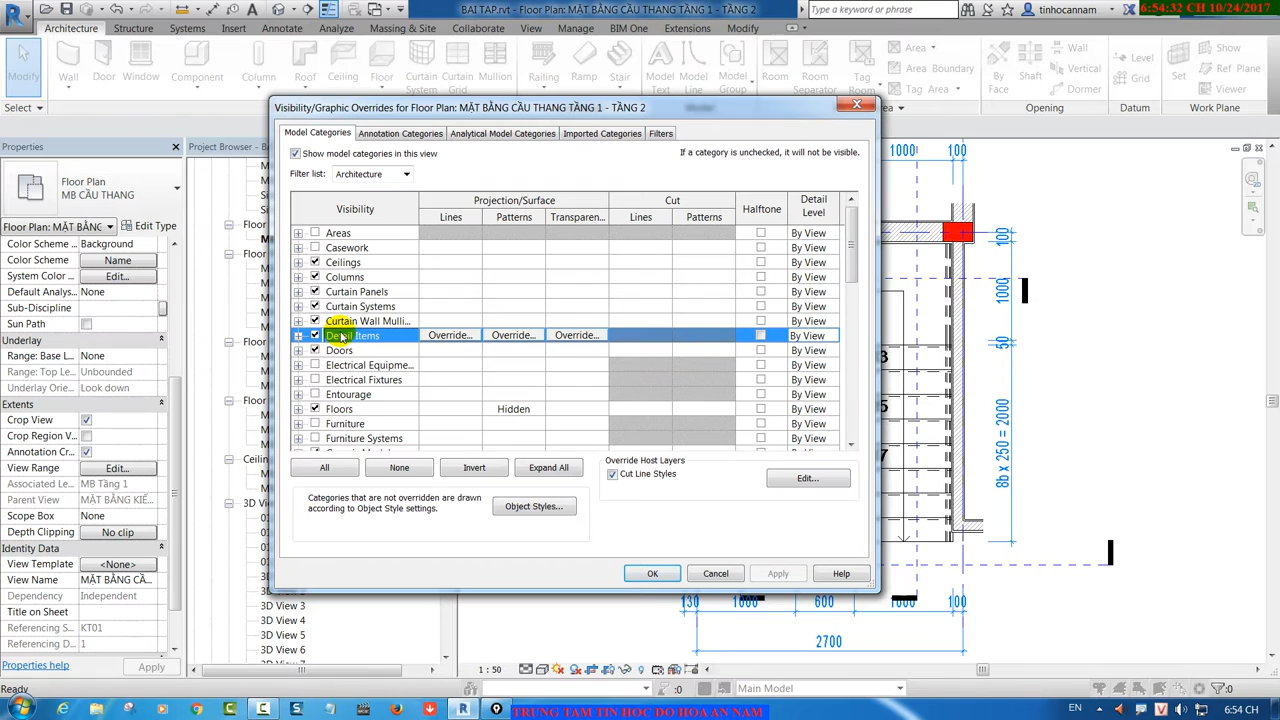 BAI TAP.rvt - Floor Plan: MẶT BẰNG CẦU THANG TẦNG 1 - TẦNG 2
Type a keyword or phrase
tinhocannam
6:54:32 CH 10/24/2017
Architecture Structure Systems Insert Annotate Analyze Massing & Site Collaborate View Manage BIM One Extensions Modify
Modify Wall Door Window Component Column Roof Ceiling Floor Curtain System Curtain Grid Mullion Railing Ramp Stair Model Text Model Line Model Group Room Room Separator Tag Room
Area
Area Boundary
Tag Area
By Face Shaft
Wall
Vertical
Dormer
Level
Grid
Set
Show
Ref Plane
Viewer
Select
Opening
Datum
Work Plane
Properties
Floor Plan
MB CẦU THANG
Floor Plan: MẶT BẰNG
Edit Type
Color Scheme ... Background
Color Scheme Name
System Color ... Edit...
Default Analys... None
Sub-Discipline
Sun Path
Underlay
Range: Base L... None
Range: Top Le... Unbounded
Underlay Orie... Look down
Extents
Crop View
Crop Region V...
Annotation Cr...
View Range Edit...
Associated Le... MB Tầng 1
Parent View MẶT BẰNG KIẾ...
Scope Box None
Depth Clipping No clip
Identity Data
View Template <None>
View Name MẶT BẰNG CẦ...
Dependency Independent
Title on Sheet
Referencing S... KT01
Referencing D... 1
Properties help
Apply
Ready
Project Browser -
3D View 3
3D View 4
3D View 5
3D View 6
Visibility/Graphic Overrides for Floor Plan: MẶT BẰNG CẦU THANG TẦNG 1 - TẦNG 2
Model Categories Annotation Categories Analytical Model Categories Imported Categories Filters
Show model categories in this view
If a category is unchecked, it will not be visible.
Filter list: Architecture
Visibility
Projection/Surface
Cut
Halftone
Detail Level
Lines Patterns Transparen... Lines Patterns
Areas By View
Casework By View
Ceilings By View
Columns By View
Curtain Panels By View
Curtain Systems By View
Curtain Wall Mulli... By View
Detail Items Override... Override... Override... By View
Doors By View
Electrical Equipme... By View
Electrical Fixtures By View
Entourage By View
Floors Hidden By View
Furniture By View
Furniture Systems By View
All None Invert Expand All
Override Host Layers
Cut Line Styles
Edit...
Categories that are not overridden are drawn
according to Object Style settings.
Object Styles...
OK Cancel Apply Help
1000 100
100
1000
50
8b x 250 = 2000
3
5
7
130 1000 600 1000 100
2700
1 : 50
:0
Main Model
:0
TRUNG TAM TIN HOC DO HOA AN NAM
EN
6:54 CH